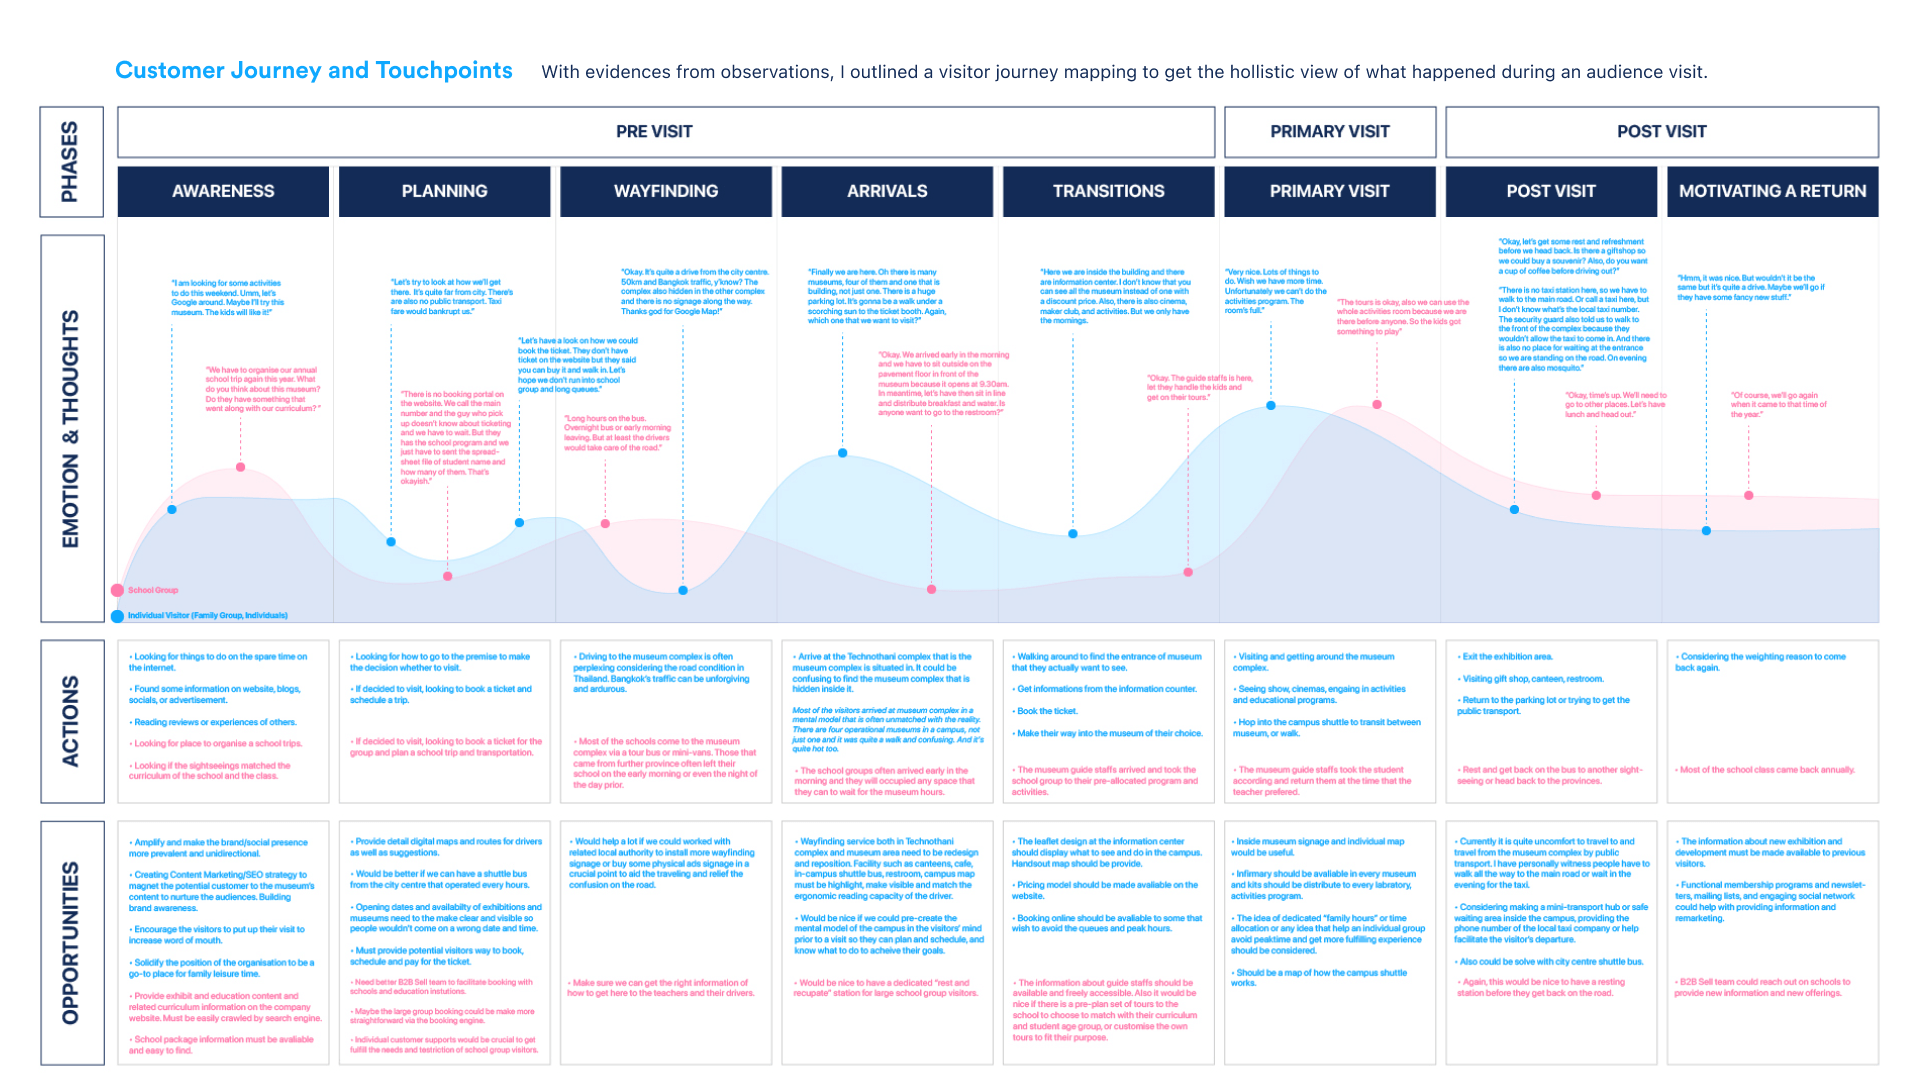 Customer Journey and Touchpoints
With evidences from observations, I outlined a visitor journey mapping to get the hollistic view of what happened during an audience visit.
PHASES
PRE VISIT
PRIMARY VISIT
POST VISIT
AWARENESS
PLANNING
WAYFINDING
ARRIVALS
TRANSITIONS
PRIMARY VISIT
POST VISIT
MOTIVATING A RETURN
EMOTION & THOUGHTS
"I am looking for some activities
to do this weekend. Umm, let's
Google around. Maybe I'll try this
museum. The kids will like it!"
"We have to organise our annual
school trip again this year. What
do you think about this museum?
Do they have something that
went along with our curriculum? "
"Let's try to look at how we'll get
there. It's quite far from city. There's
are also no public transport. Taxi
fare would bankrupt us."
"There is no booking portal on
the website. We call the main
number and the guy who pick
up doesn't know about ticketing
and we have to wait. But they
has the school program and we
just have to sent the spread-
sheet file of student name and
how many of them. That's
okayish."
"Let's have a look on how we could
book the ticket. They don't have
ticket on the website but they said
you can buy it and walk in. Let's
hope we don't run into school
group and long queues."
"Long hours on the bus.
Overnight bus or early morning
leaving. But at least the drivers
would take care of the road."
"Okay. It's quite a drive from the city centre.
50km and Bangkok traffic, y'know? The
complex also hidden in the other complex
and there is no signage along the way.
Thanks god for Google Map!"
"Finally we are here. Oh there is many
museums, four of them and one that is
building, not just one. There is a huge
parking lot. It's gonna be a walk under a
scorching sun to the ticket booth. Again,
which one that we want to visit?"
"Okay. We arrived early in the morning
and we have to sit outside on the
pavement floor in front of the
museum because it opens at 9.30am.
In meantime, let's have then sit in line
and distribute breakfast and water. Is
anyone want to go to the restroom?"
"Here we are inside the building and there
are information center. I don't know that you
can see all the museum instead of one with
a discount price. Also, there is also cinema,
maker club, and activities. But we only have
the mornings.
"Okay. The guide staffs is here,
let they handle the kids and
get on their tours."
"Very nice. Lots of things to
do. Wish we have more time.
Unfortunately we can't do the
activities program. The
room's full."
"The tours is okay, also we can use the
whole activities room because we are
there before anyone. So the kids got
something to play"
"Okay, let's get some rest and refreshment
before we head back. Is there a giftshop so
we could buy a souvenir? Also, do you want
a cup of coffee before driving out?"
"There is no taxi station here, so we have to
walk to the main road. Or call a taxi here, but
I don't know what's the local taxi number.
The security guard also told us to walk to
the front of the complex because they
wouldn't allow the taxi to come in. And there
is also no place for waiting at the entrance
so we are standing on the road. On evening
there are also mosquito."
"Okay, time's up. We'll need to
go to other places. Let's have
lunch and head out."
"Hmm, it was nice. But wouldn't it be the
same but it's quite a drive. Maybe we'll go if
they have some fancy new stuff."
"Of course, we'll go again
when it came to that time of
the year."
School Group
Individual Visitor (Family Group, Individuals)
ACTIONS
• Looking for things to do on the spare time on
the internet.
• Found some information on website, blogs,
socials, or advertisement.
• Reading reviews or experiences of others.
• Looking for place to organise a school trips.
• Looking if the sightseeings matched the
curriculum of the school and the class.
• Looking for how to go to the premise to make
the decision whether to visit.
• If decided to visit, looking to book a ticket and
schedule a trip.
• If decided to visit, looking to book a ticket for the
group and plan a school trip and transportation.
• Driving to the museum complex is often
perplexing considering the road condition in
Thailand. Bangkok's traffic can be unforgiving
and ardurous.
• Most of the schools come to the museum
complex via a tour bus or mini-vans. Those that
came from further province often left their
school on the early morning or even the night of
the day prior.
• Arrive at the Technothani complex that is the
museum complex is situated in. It could be
confusing to find the museum complex that is
hidden inside it.
Most of the visitors arrived at museum complex in a
mental model that is often unmatched with the reality.
There are four operational museums in a campus, not
just one and it was quite a walk and confusing. And it's
quite hot too.
• The school groups often arrived early in the
morning and they will occupied any space that
they can to wait for the museum hours.
• Walking around to find the entrance of museum
that they actually want to see.
• Get informations from the information counter.
• Book the ticket.
• Make their way into the museum of their choice.
• The museum guide staffs arrived and took the
school group to their pre-allocated program and
activities.
• Visiting and getting around the museum
complex.
• Seeing show, cinemas, engaing in activities
and educational programs.
• Hop into the campus shuttle to transit between
museum, or walk.
• The museum guide staffs took the student
according and return them at the time that the
teacher prefered.
• Exit the exhibition area.
• Visiting gift shop, canteen, restroom.
• Return to the parking lot or trying to get the
public transport.
• Rest and get back on the bus to another sight-
seeing or head back to the provinces.
• Considering the weighting reason to come
back again.
• Most of the school class came back annually.
OPPORTUNITIES
• Amplify and make the brand/social presence
more prevalent and unidirectional.
• Creating Content Marketing/SEO strategy to
magnet the potential customer to the museum's
content to nurture the audiences. Building
brand awareness.
• Encourage the visitors to put up their visit to
increase word of mouth.
• Solidify the position of the organisation to be a
go-to place for family leisure time.
• Provide exhibit and education content and
related curriculum information on the company
website. Must be easily crawled by search engine.
• School package information must be avaliable
and easy to find.
• Provide detail digital maps and routes for drivers
as well as suggestions.
• Would be better if we can have a shuttle bus
from the city centre that operated every hours.
• Opening dates and availabilty of exhibitions and
museums need to the make clear and visible so
people wouldn't come on a wrong date and time.
• Must provide potential visitors way to book,
schedule and pay for the ticket.
• Need better B2B Sell team to facilitate booking with
schools and education instutions.
• Maybe the large group booking could be make more
straightforward via the booking engine.
• Individual customer supports would be crucial to get
fulfill the needs and testriction of school group visitors.
• Would help a lot if we could worked with
related local authority to install more wayfinding
signage or buy some physical ads signage in a
crucial point to aid the traveling and relief the
confusion on the road.
• Make sure we can get the right information of
how to get here to the teachers and their drivers.
• Wayfinding service both in Technothani
complex and museum area need to be redesign
and reposition. Facility such as canteens, cafe,
in-campus shuttle bus, restroom, campus map
must be highlight, make visible and match the
ergonomic reading capacity of the driver.
• Would be nice if we could pre-create the
mental model of the campus in the visitors' mind
prior to a visit so they can plan and schedule, and
know what to do to acheive their goals.
• Would be nice to have a dedicated "rest and
recupate" station for large school group visitors.
• The leaflet design at the information center
should display what to see and do in the campus.
Handsout map should be provide.
• Pricing model should be made avaliable on the
website.
• Booking online should be avaliable to some that
wish to avoid the queues and peak hours.
• The information about guide staffs should be
available and freely accessible. Also it would be
nice if there is a pre-plan set of tours to the
school to choose to match with their curriculum
and student age group, or customise the own
tours to fit their purpose.
• Inside museum signage and individual map
would be useful.
• Infirmary should be avaliable in every museum
and kits should be distribute to every labratory,
activities program.
• The idea of dedicated "family hours" or time
allocation or any idea that help an individual group
avoid peaktime and get more fulfilling experience
should be considered.
• Should be a map of how the campus shuttle
works.
• Currently it is quite uncomfort to travel to and
travel from the museum complex by public
transport. I have personally witness people have to
walk all the way to the main road or wait in the
evening for the taxi.
• Considering making a mini-transport hub or safe
waiting area inside the campus, providing the
phone number of the local taxi company or help
facilitate the visitor's departure.
• Also could be solve with city centre shuttle bus.
• Again, this would be nice to have a resting
station before they get back on the road.
• The information about new exhibition and
development must be made available to previous
visitors.
• Functional membership programs and newslet-
ters, mailing lists, and engaging social network
could help with providing information and
remarketing.
• B2B Sell team could reach out on schools to
provide new information and new offerings.